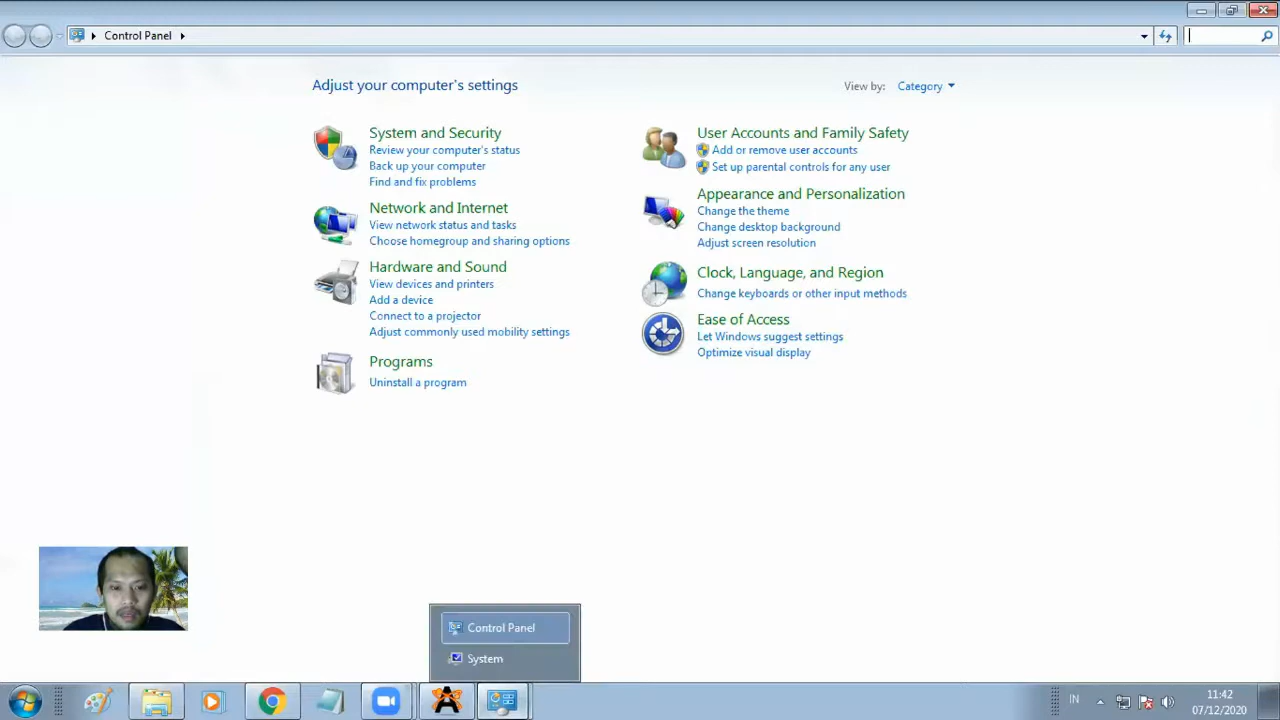 Control Panel
Adjust your computer's settings
View by: Category
System and Security
Review your computer's status
Back up your computer
Find and fix problems
Network and Internet
View network status and tasks
Choose homegroup and sharing options
Hardware and Sound
View devices and printers
Add a device
Connect to a projector
Adjust commonly used mobility settings
Programs
Uninstall a program
User Accounts and Family Safety
Add or remove user accounts
Set up parental controls for any user
Appearance and Personalization
Change the theme
Change desktop background
Adjust screen resolution
Clock, Language, and Region
Change keyboards or other input methods
Ease of Access
Let Windows suggest settings
Optimize visual display
Control Panel
System
IN
11:42
07/12/2020